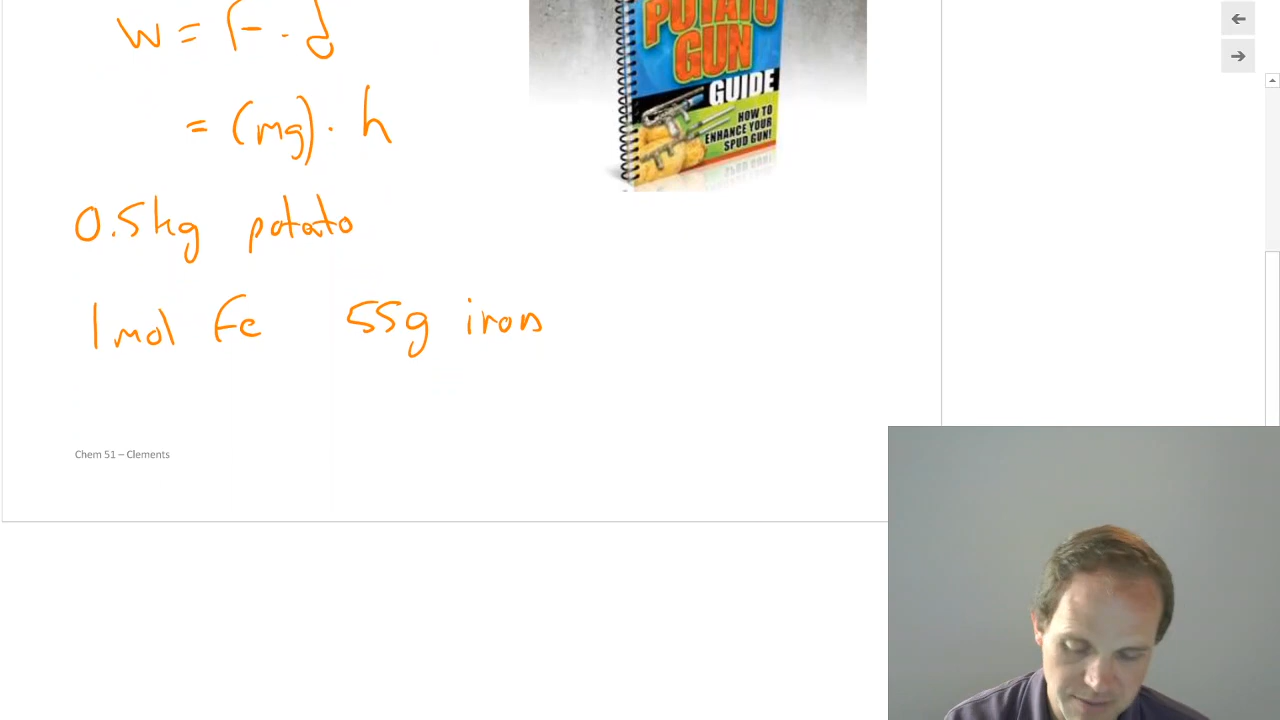 w = F · d
= (mg) · h
POTATO
GUN
GUIDE
HOW TO
ENHANCE YOUR
SPUD GUN!
0.5kg potato
1mol Fe 55g iron
Chem 51 – Clements